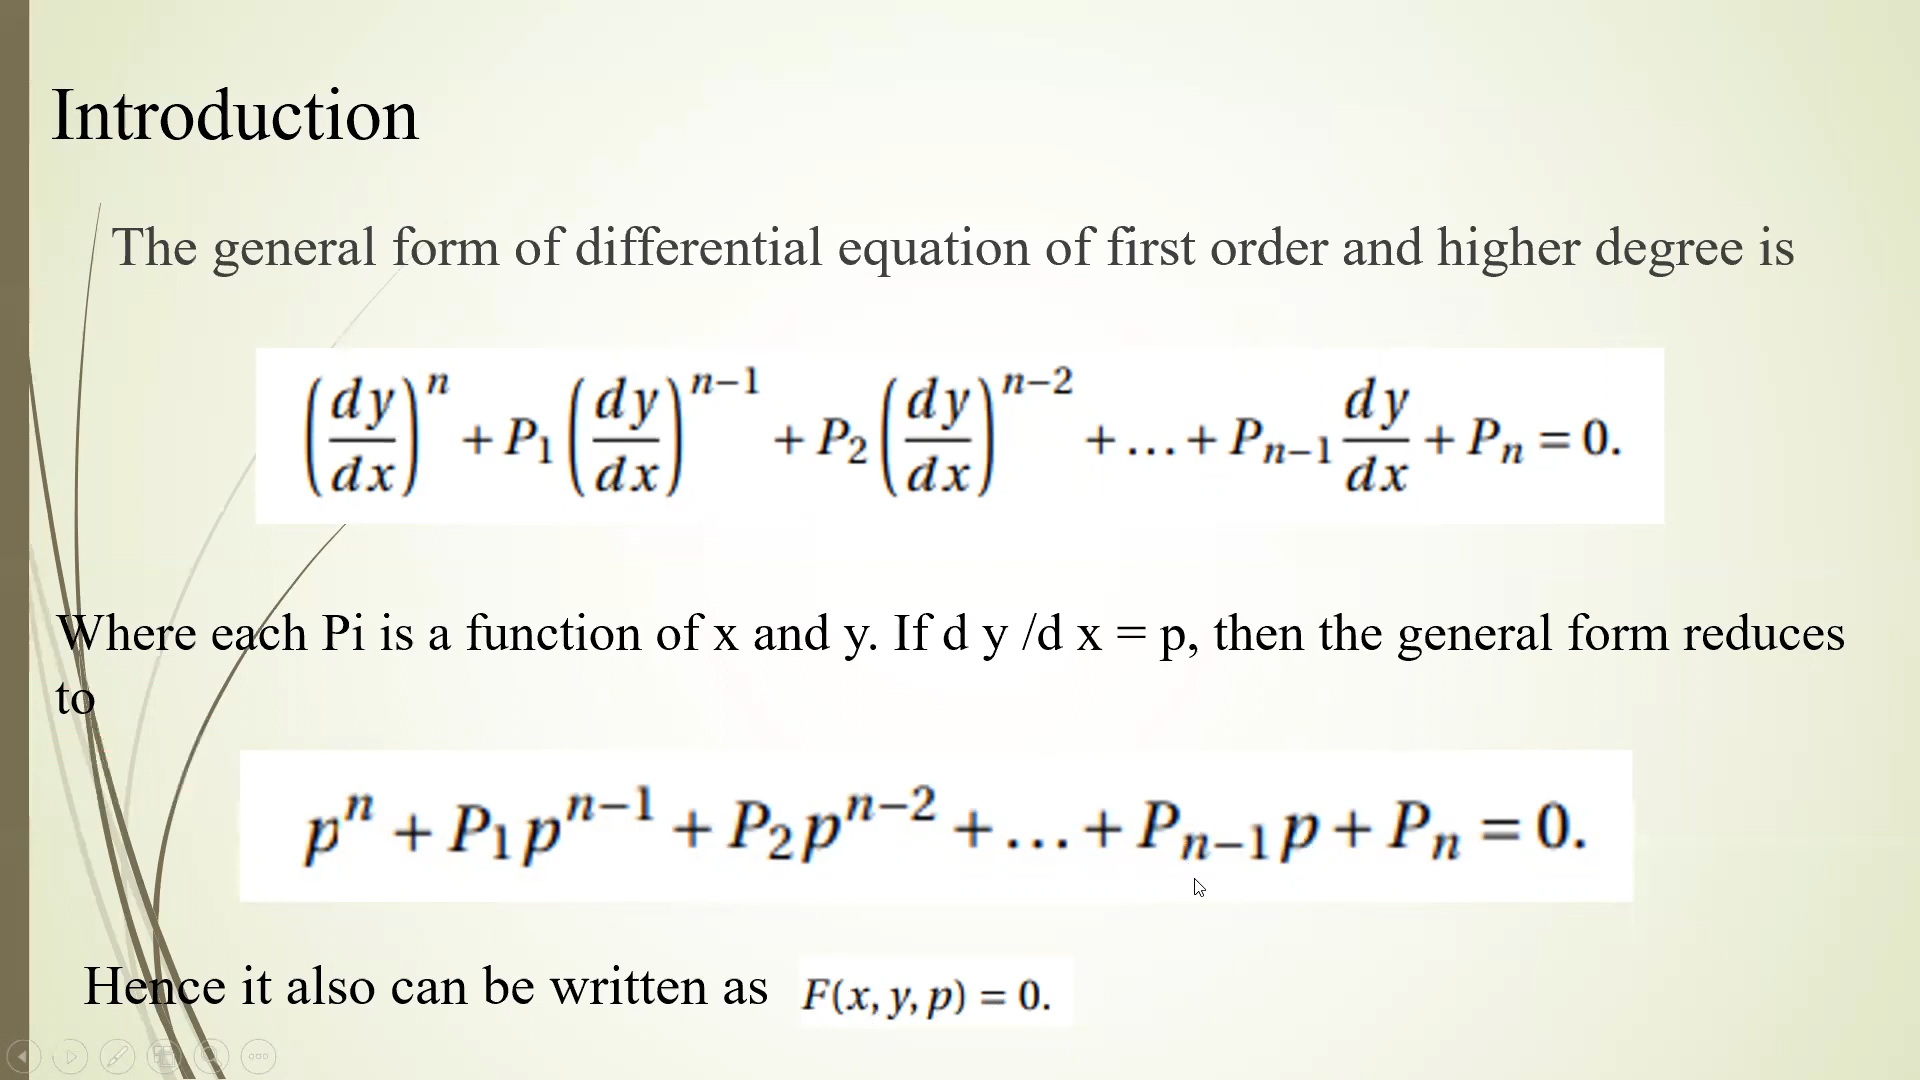 Introduction
The general form of differential equation of first order and higher degree is
(dy/dx)^n + P_1 (dy/dx)^{n-1} + P_2 (dy/dx)^{n-2} + ... + P_{n-1} dy/dx + P_n = 0.
Where each Pi is a function of x and y. If d y /d x = p, then the general form reduces
to
p^n + P_1 p^{n-1} + P_2 p^{n-2} + ... + P_{n-1} p + P_n = 0.
Hence it also can be written as F(x, y, p) = 0.